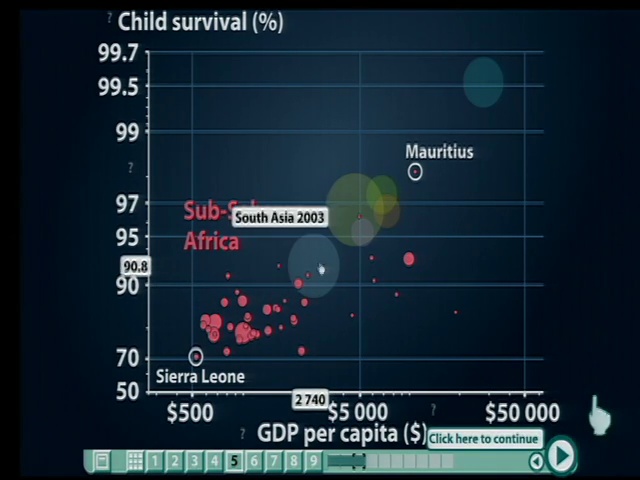 ? Child survival (%)
99.7
99.5
99
Mauritius
?
97
Sub-S
South Asia 2003
95
Africa
90.8
90
70
Sierra Leone
50
2 740
$500
$5 000
?
$50 000
? GDP per capita ($)
Click here to continue
1 2 3 4 5 6 7 8 9